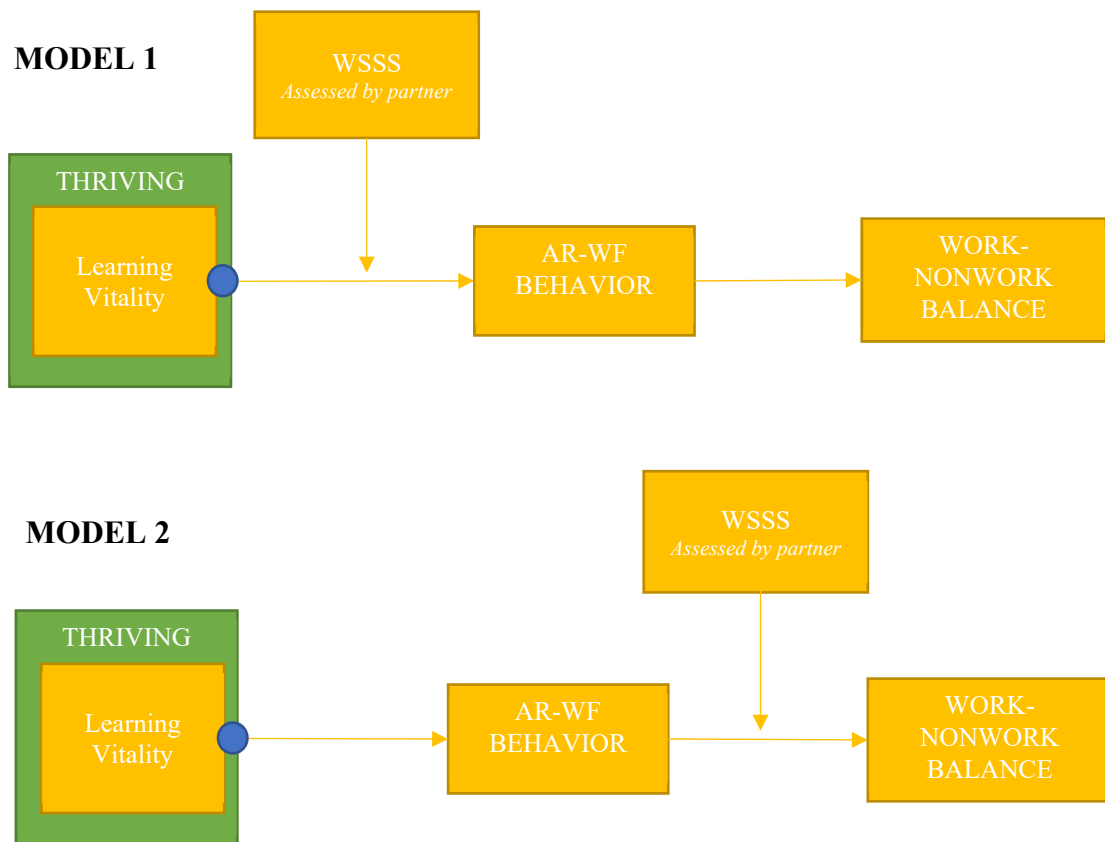 MODEL 1
WSSS
Assessed by partner
THRIVING
Learning
Vitality
AR-WF
BEHAVIOR
WORK-
NONWORK
BALANCE
MODEL 2
WSSS
Assessed by partner
THRIVING
Learning
Vitality
AR-WF
BEHAVIOR
WORK-
NONWORK
BALANCE